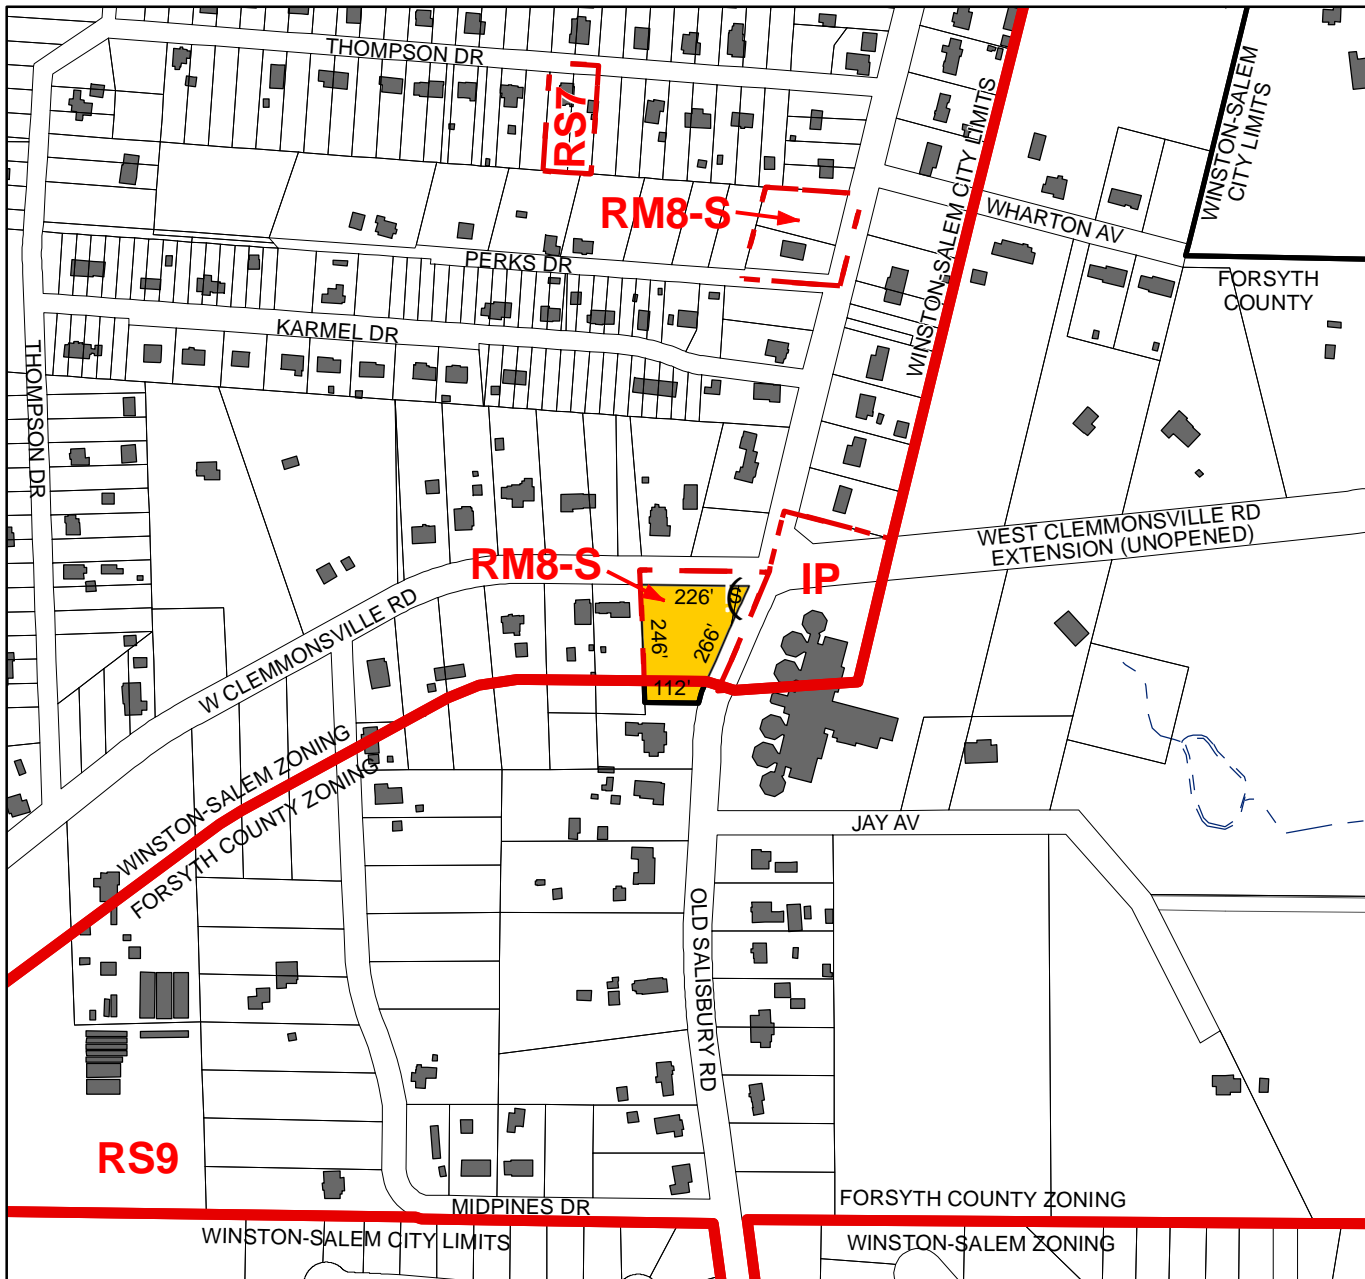 THOMPSON DR
RS7
WINSTON-SALEM CITY LIMITS
WINSTON-SALEM
CITY LIMITS
RM8-S
WHARTON AV
PERKS DR
FORSYTH
COUNTY
KARMEL DR
THOMPSON DR
WEST CLEMMONSVILLE RD
EXTENSION (UNOPENED)
RM8-S
IP
226'
246'
266'
112'
W CLEMMONSVILLE RD
WINSTON-SALEM ZONING
FORSYTH COUNTY ZONING
JAY AV
OLD SALISBURY RD
RS9
MIDPINES DR
FORSYTH COUNTY ZONING
WINSTON-SALEM CITY LIMITS
WINSTON-SALEM ZONING